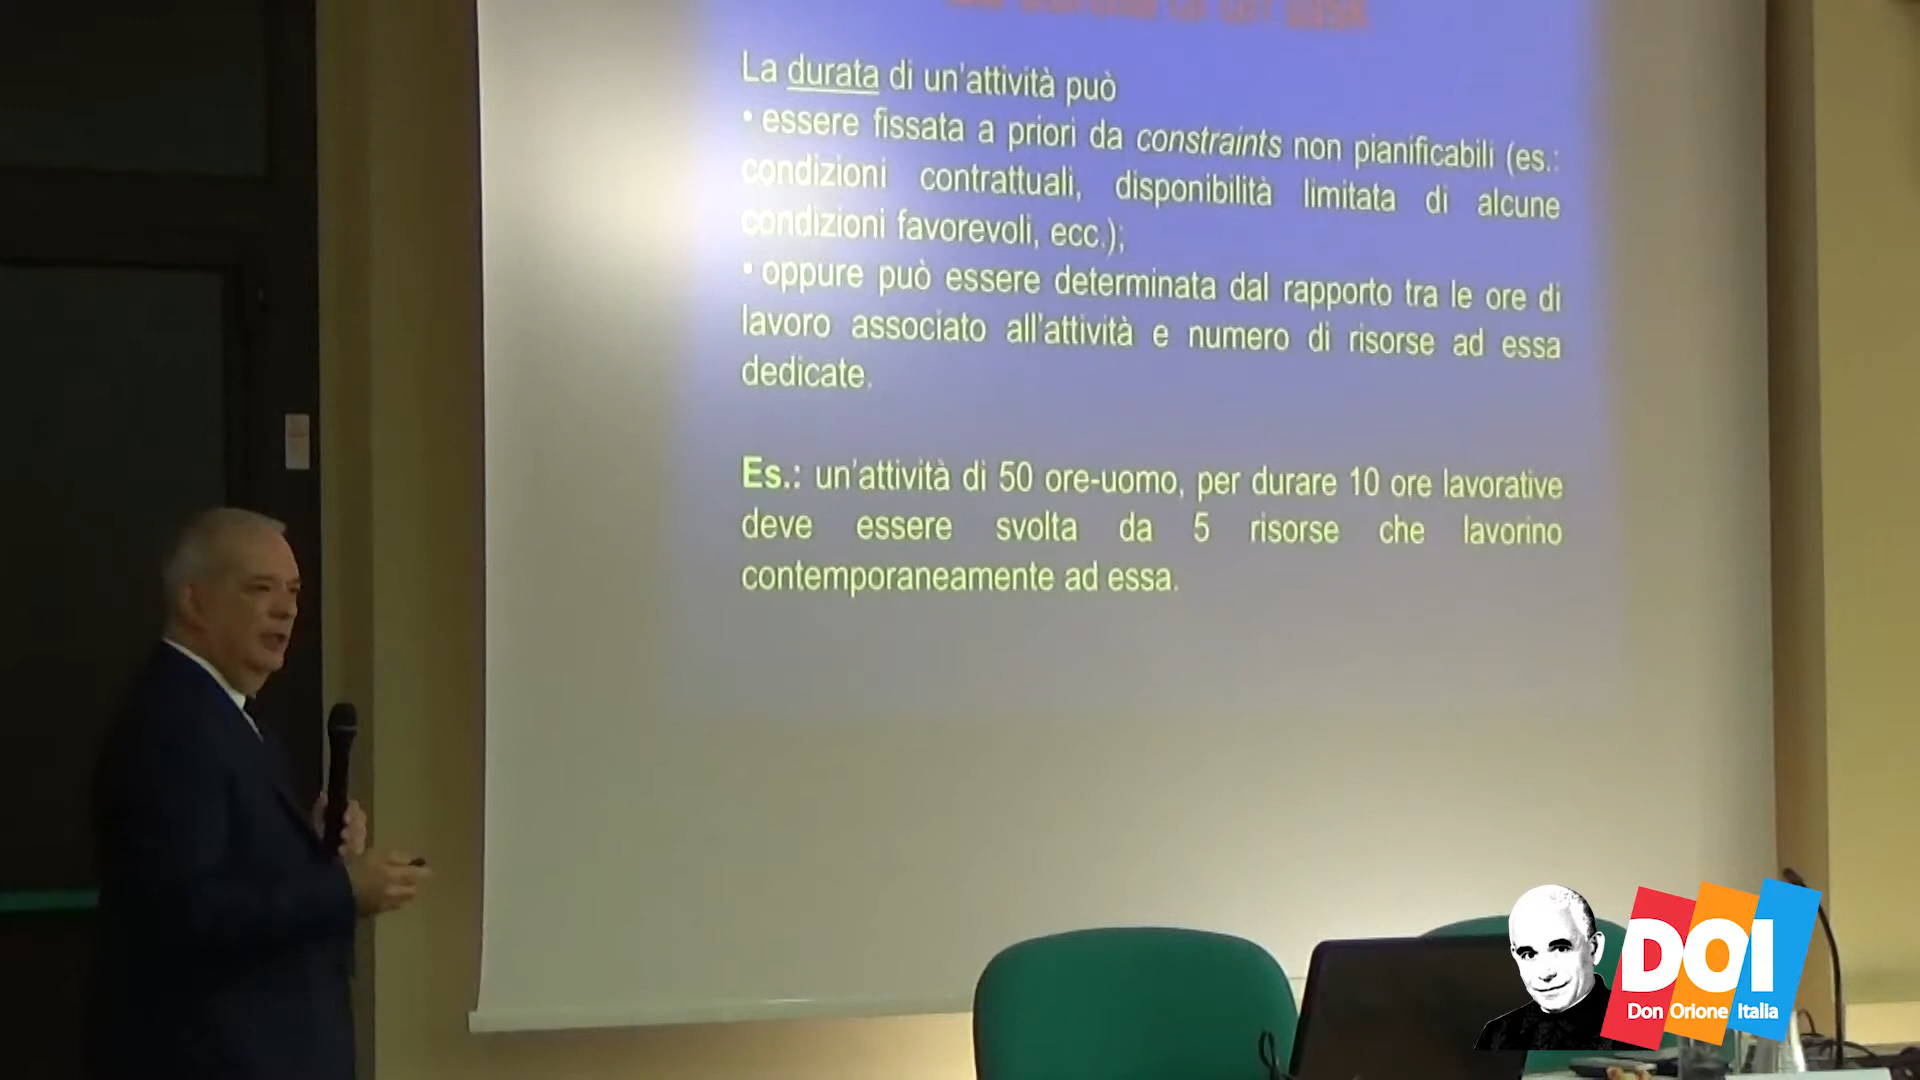 La durata di un'attività può
• essere fissata a priori da constraints non pianificabili (es.:
condizioni contrattuali, disponibilità limitata di alcune
condizioni favorevoli, ecc.);
• oppure può essere determinata dal rapporto tra le ore di
lavoro associato all'attività e numero di risorse ad essa
dedicate.
Es.: un'attività di 50 ore-uomo, per durare 10 ore lavorative
deve essere svolta da 5 risorse che lavorino
contemporaneamente ad essa.
DOI
Don Orione Italia